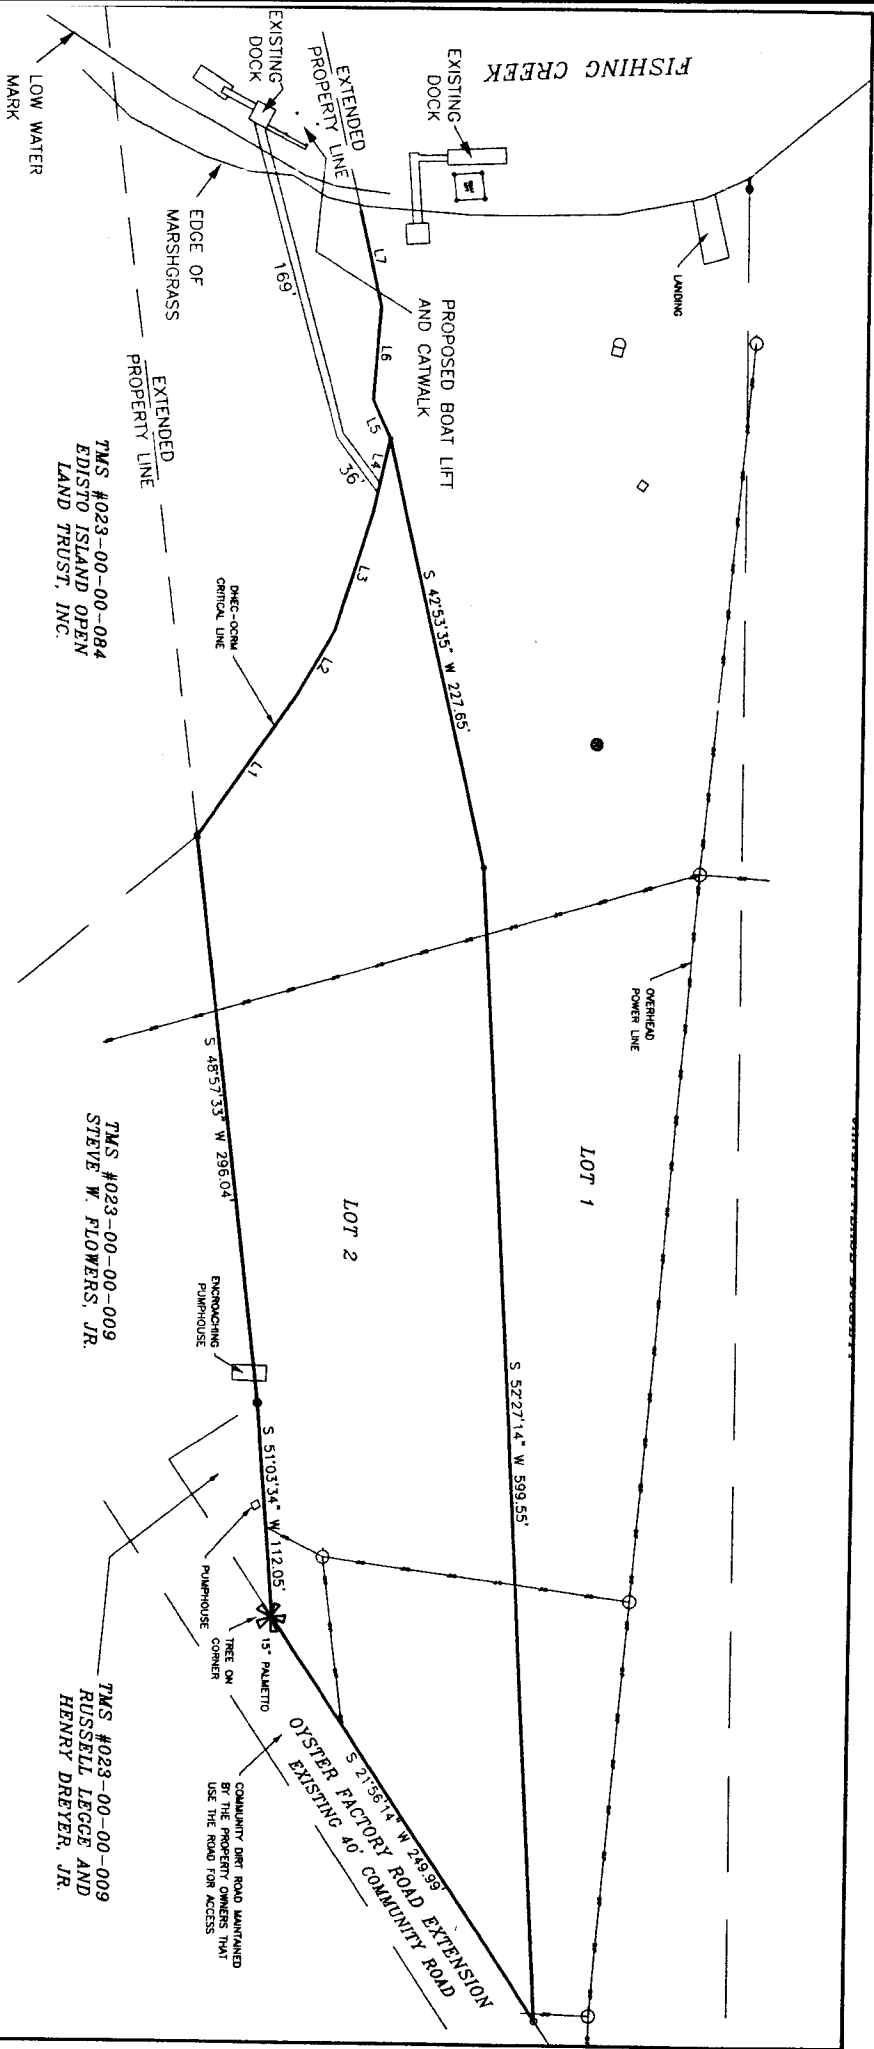 FISHING CREEK
EXISTING
DOCK
EXISTING
DOCK
EXTENDED
PROPERTY LINE
LOW WATER
MARK
EDGE OF
MARSHGRASS
LANDING
PROPOSED BOAT LIFT
AND CATWALK
169'
36'
L7
L6
L5
L4
L3
L2
L1
EXTENDED
PROPERTY LINE
TMS #023-00-00-084
EDISTO ISLAND OPEN
LAND TRUST, INC.
DHEC-OCRM
CRITICAL LINE
S 42°53'35" W 227.65'
OVERHEAD
POWER LINE
S 48°57'33" W 296.04'
LOT 1
LOT 2
TMS #023-00-00-009
STEVE W. FLOWERS, JR.
ENCROACHING
PUMPHOUSE
S 52°27'14" W 599.55'
S 51°03'34" W 112.05'
PUMPHOUSE
TREE ON
CORNER
15" PALMETTO
S 21°56'14" W 249.99'
OYSTER FACTORY ROAD EXTENSION
EXISTING 40' COMMUNITY ROAD
COMMUNITY DIRT ROAD MAINTAINED
BY THE PROPERTY OWNERS THAT
USE THE ROAD FOR ACCESS
TMS #023-00-00-009
RUSSELL LEGGE AND
HENRY DREYER, JR.